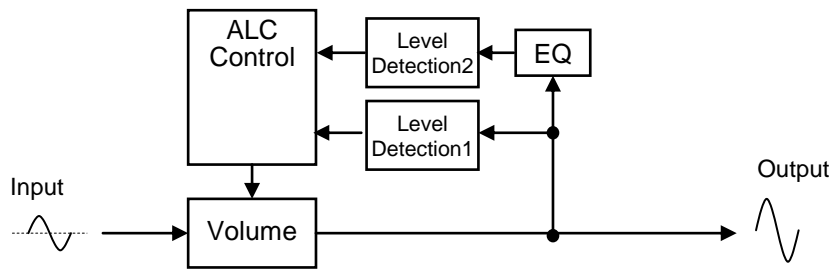 ALC
Control
Level
Detection2
EQ
Level
Detection1
Input
Output
Volume